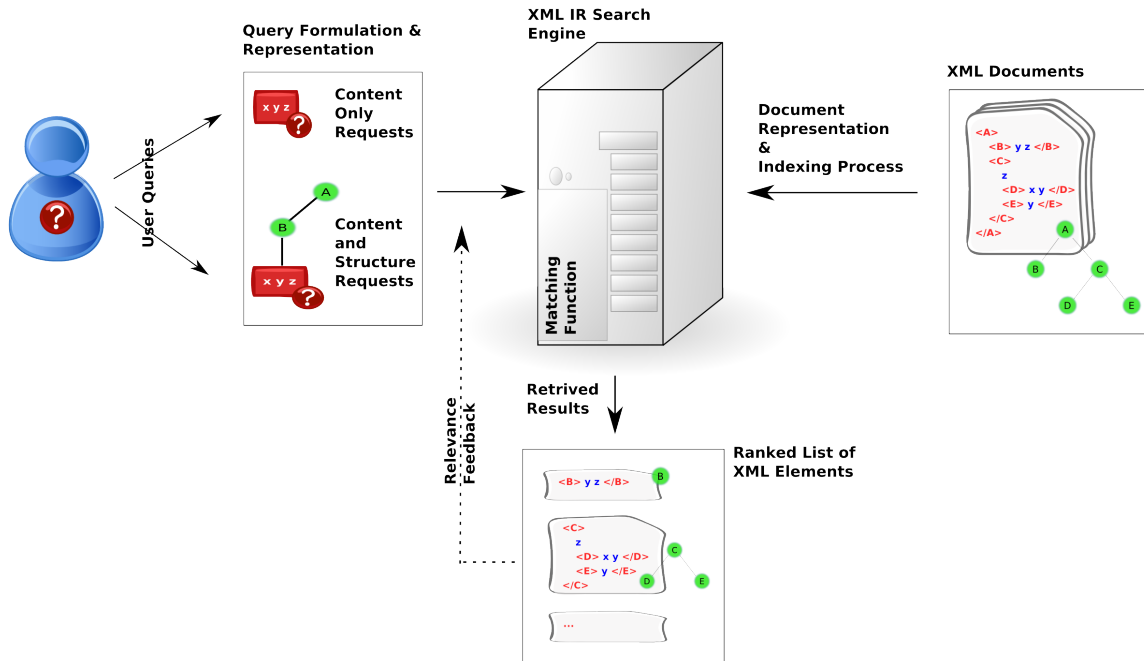 Query Formulation &
Representation
Content
Only
Requests
x y z
?
A
B
Content
and
Structure
Requests
x y z
?
?
User Queries
XML IR Search
Engine
Matching
Function
Document
Representation
&
Indexing Process
XML Documents
<A>
<B> y z </B>
<C>
z
<D> x y </D>
<E> y </E>
</C>
</A>
A
B
C
D
E
Retrived
Results
Relevance
Feedback
Ranked List of
XML Elements
<B> y z </B>
B
<C>
z
<D> x y </D>
<E> y </E>
</C>
C
D
E
...